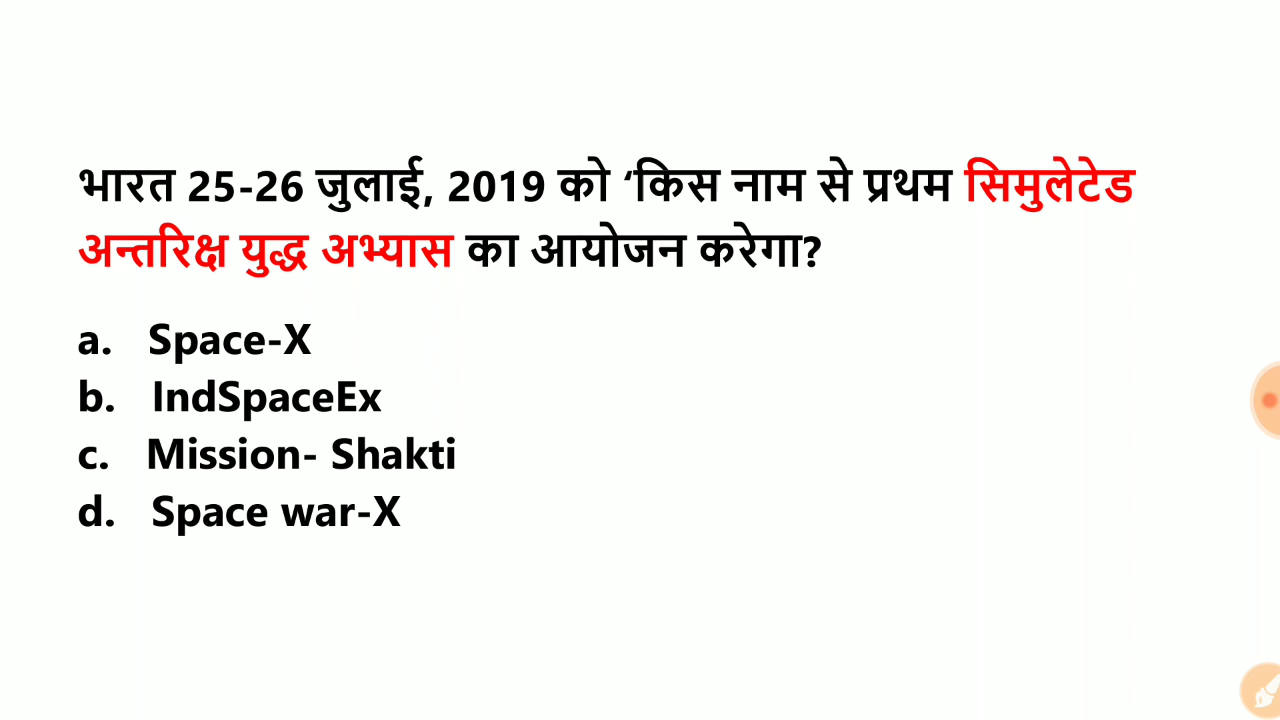 भारत 25-26 जुलाई, 2019 को ‘किस नाम से प्रथम सिमुलेटेड
अन्तरिक्ष युद्ध अभ्यास का आयोजन करेगा?
a. Space-X
b. IndSpaceEx
c. Mission- Shakti
d. Space war-X